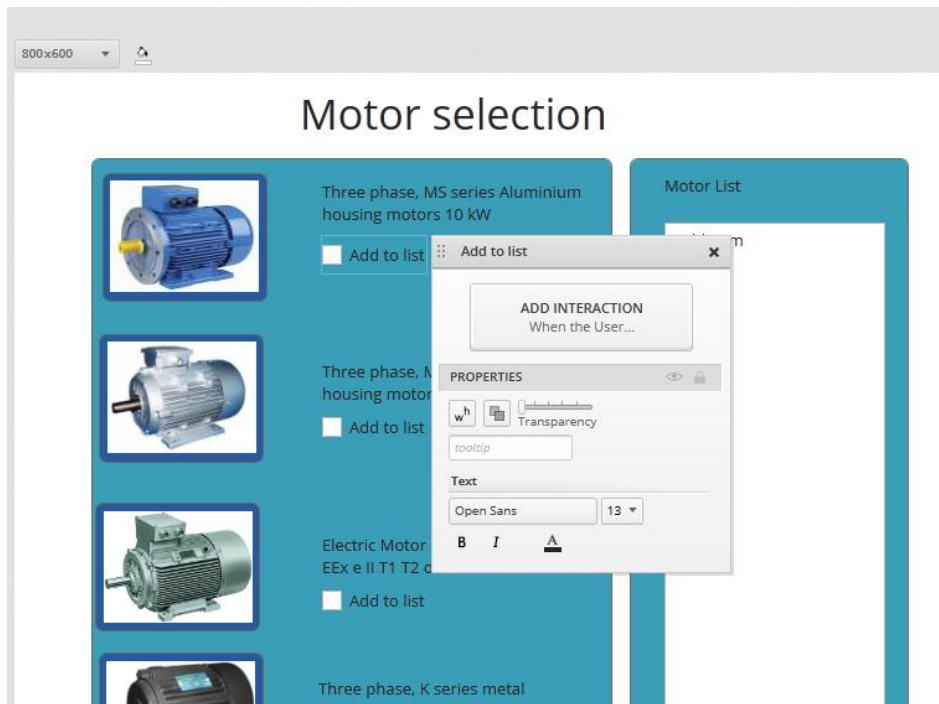 800x600
Motor selection
Three phase, MS series Aluminium
housing motors 10 kW
Add to list
Motor List
Add to list
ADD INTERACTION
When the User...
PROPERTIES
w h
Transparency
tooltip
Text
Open Sans
13
B I A
Three phase,
housing motor
Add to list
Electric Motor
EEx e II T1 T2
Add to list
Three phase, K series metal